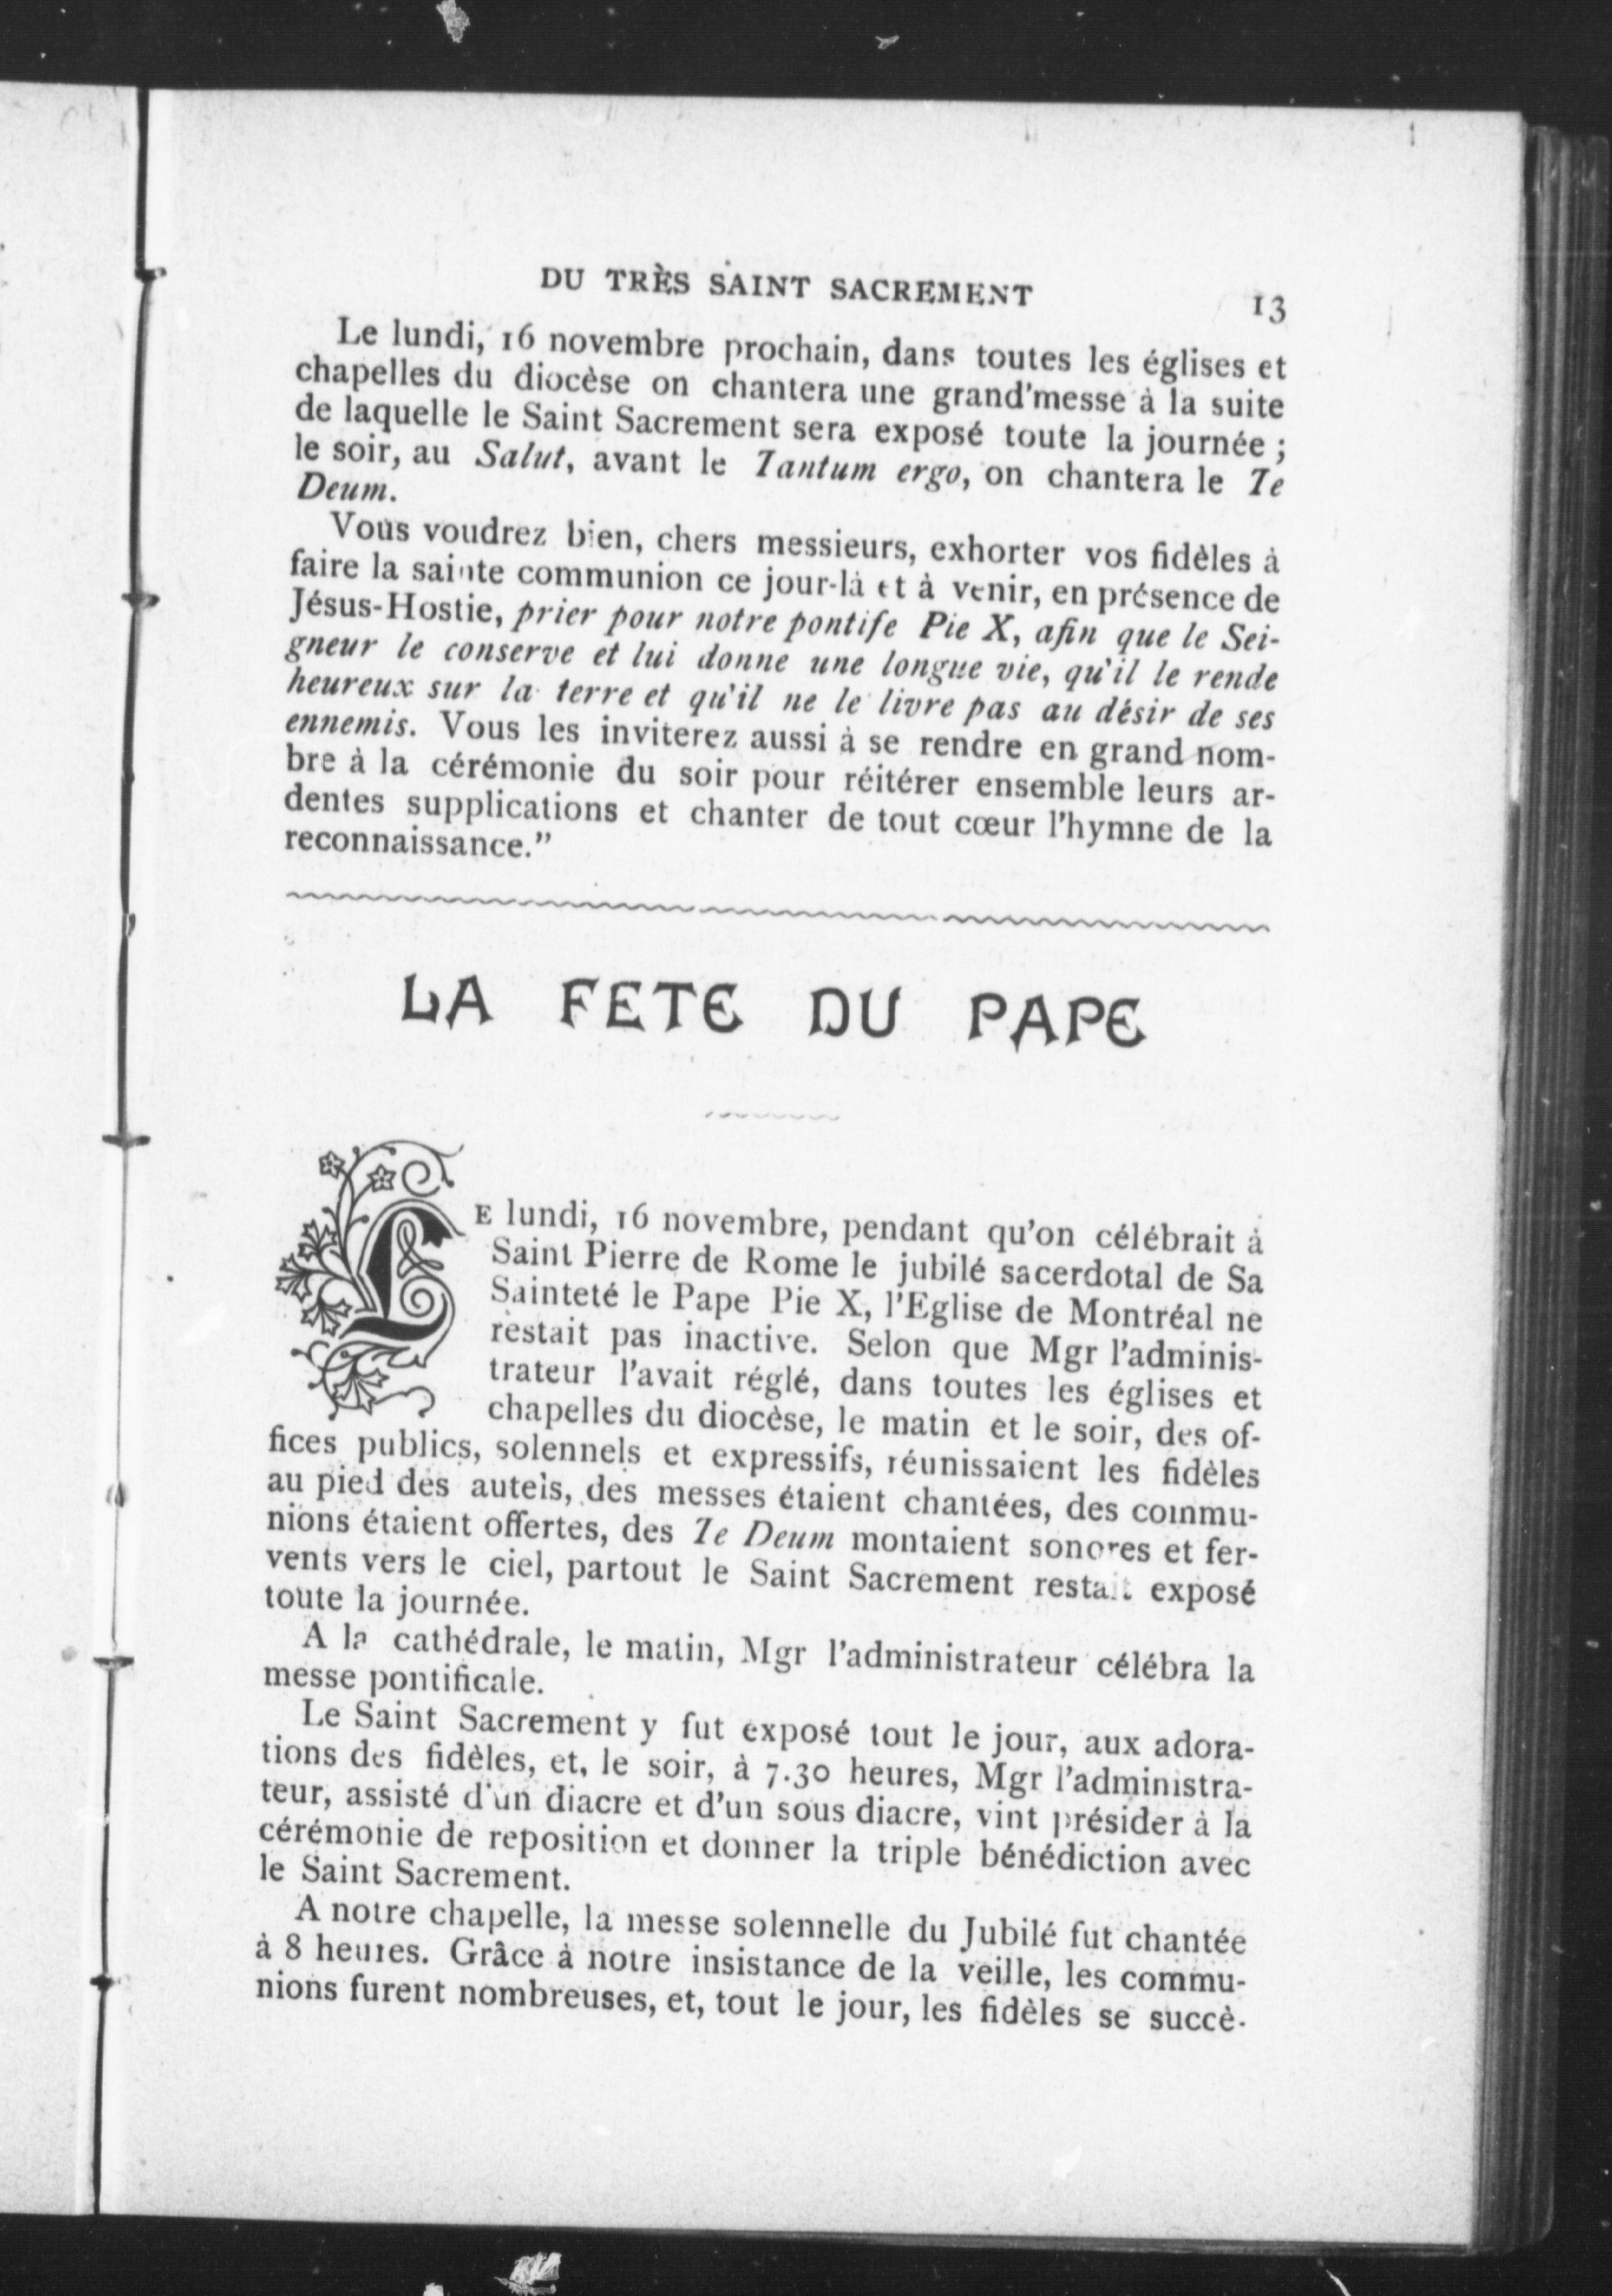 DU TRÈS SAINT SACREMENT 13
Le lundi, 16 novembre prochain, dans toutes les églises et
chapelles du diocèse on chantera une grand'messe à la suite
de laquelle le Saint Sacrement sera exposé toute la journée ;
le soir, au Salut, avant le Tantum ergo, on chantera le Te
Deum.
Vous voudrez bien, chers messieurs, exhorter vos fidèles à
faire la sainte communion ce jour-là et à venir, en présence de
Jésus-Hostie, prier pour notre pontife Pie X, afin que le Sei-
gneur le conserve et lui donne une longue vie, qu'il le rende
heureux sur la terre et qu'il ne le livre pas au désir de ses
ennemis. Vous les inviterez aussi à se rendre en grand nom-
bre à la cérémonie du soir pour réitérer ensemble leurs ar-
dentes supplications et chanter de tout cœur l'hymne de la
reconnaissance."
LA FETE DU PAPE
LE lundi, 16 novembre, pendant qu'on célébrait à
Saint Pierre de Rome le jubilé sacerdotal de Sa
Sainteté le Pape Pie X, l'Eglise de Montréal ne
restait pas inactive. Selon que Mgr l'adminis-
trateur l'avait réglé, dans toutes les églises et
chapelles du diocèse, le matin et le soir, des of-
fices publics, solennels et expressifs, réunissaient les fidèles
au pied des autels, des messes étaient chantées, des commu-
nions étaient offertes, des Te Deum montaient sonores et fer-
vents vers le ciel, partout le Saint Sacrement restait exposé
toute la journée.
A la cathédrale, le matin, Mgr l'administrateur célébra la
messe pontificale.
Le Saint Sacrement y fut exposé tout le jour, aux adora-
tions des fidèles, et, le soir, à 7.30 heures, Mgr l'administra-
teur, assisté d'un diacre et d'un sous diacre, vint présider à la
cérémonie de reposition et donner la triple bénédiction avec
le Saint Sacrement.
A notre chapelle, la messe solennelle du Jubilé fut chantée
à 8 heures. Grâce à notre insistance de la veille, les commu-
nions furent nombreuses, et, tout le jour, les fidèles se succè-